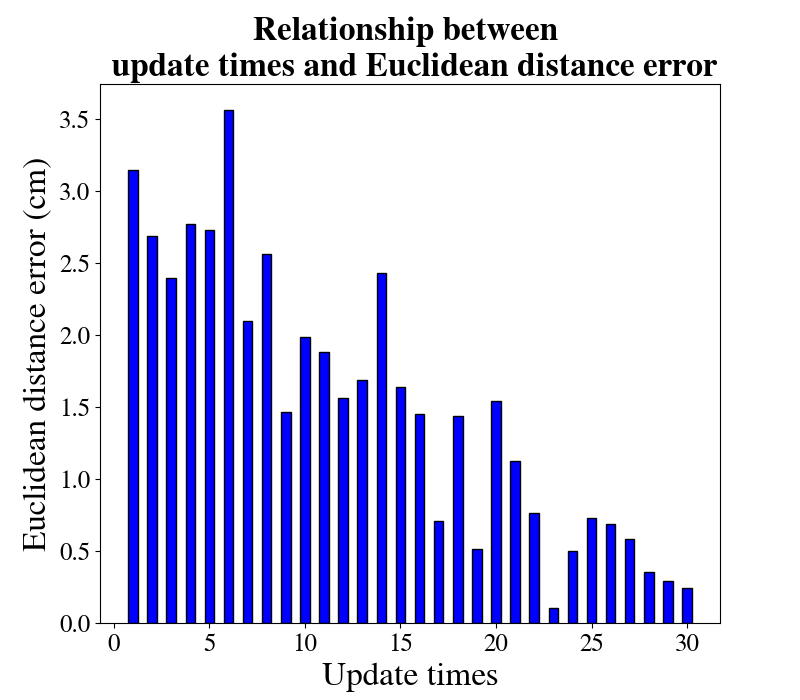 Relationship between
update times and Euclidean distance error
Euclidean distance error (cm)
3.5
3.0
2.5
2.0
1.5
1.0
0.5
0.0
0 5 10 15 20 25 30
Update times